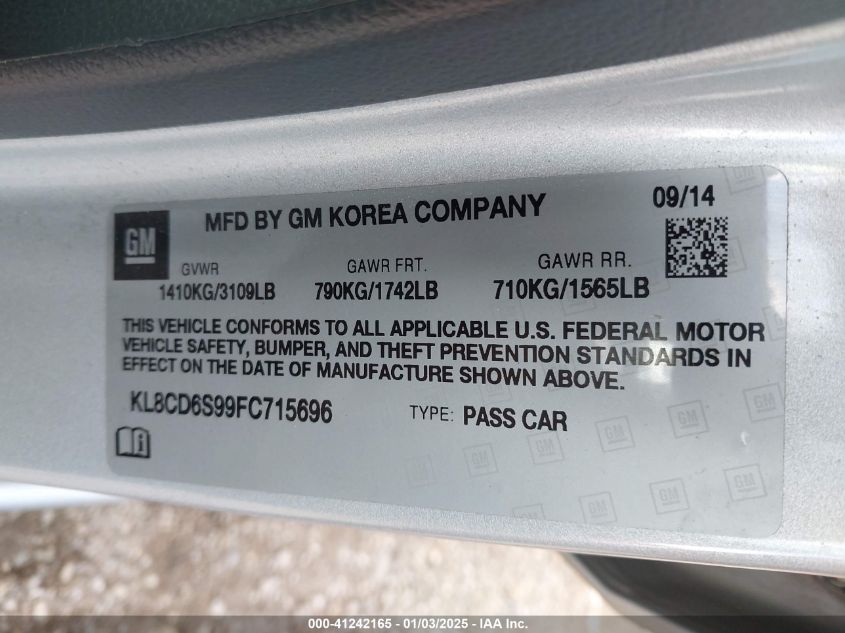 GM
MFD BY GM KOREA COMPANY
09/14
GVWR GAWR FRT. GAWR RR.
1410KG/3109LB 790KG/1742LB 710KG/1565LB
THIS VEHICLE CONFORMS TO ALL APPLICABLE U.S. FEDERAL MOTOR
VEHICLE SAFETY, BUMPER, AND THEFT PREVENTION STANDARDS IN
EFFECT ON THE DATE OF MANUFACTURE SHOWN ABOVE.
KL8CD6S99FC715696 TYPE: PASS CAR
000-41242165 - 01/03/2025 - IAA Inc.